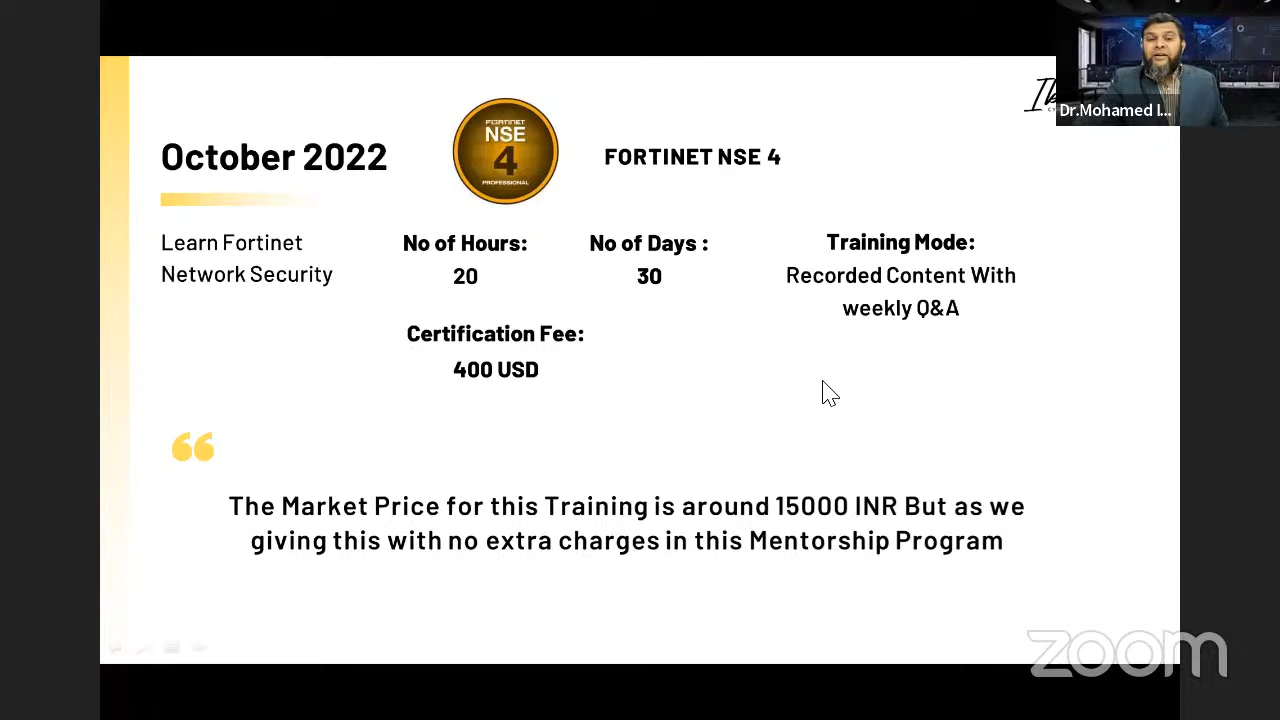 October 2022
FORTINET
NSE
4
PROFESSIONAL
FORTINET NSE 4
Dr.Mohamed I...
Learn Fortinet
Network Security
No of Hours:
20
No of Days :
30
Training Mode:
Recorded Content With
weekly Q&A
Certification Fee:
400 USD
The Market Price for this Training is around 15000 INR But as we
giving this with no extra charges in this Mentorship Program
zoom